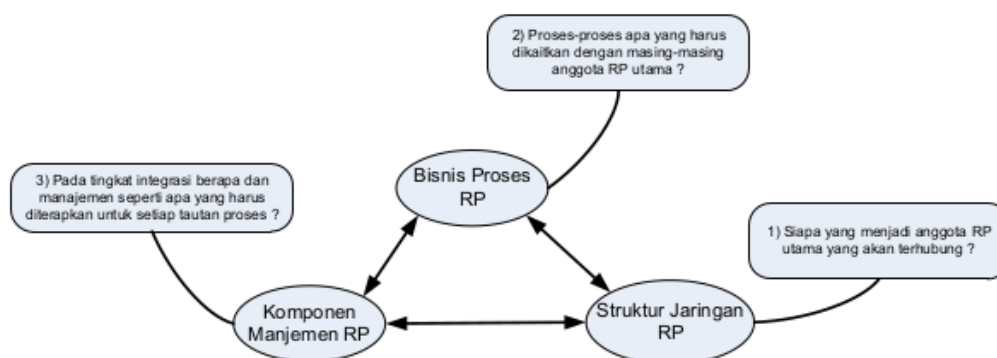 2) Proses-proses apa yang harus
dikaitkan dengan masing-masing
anggota RP utama ?
Bisnis Proses
RP
3) Pada tingkat integrasi berapa dan
manajemen seperti apa yang harus
diterapkan untuk setiap tautan proses ?
1) Siapa yang menjadi anggota RP
utama yang akan terhubung ?
Komponen
Manjemen RP
Struktur Jaringan
RP